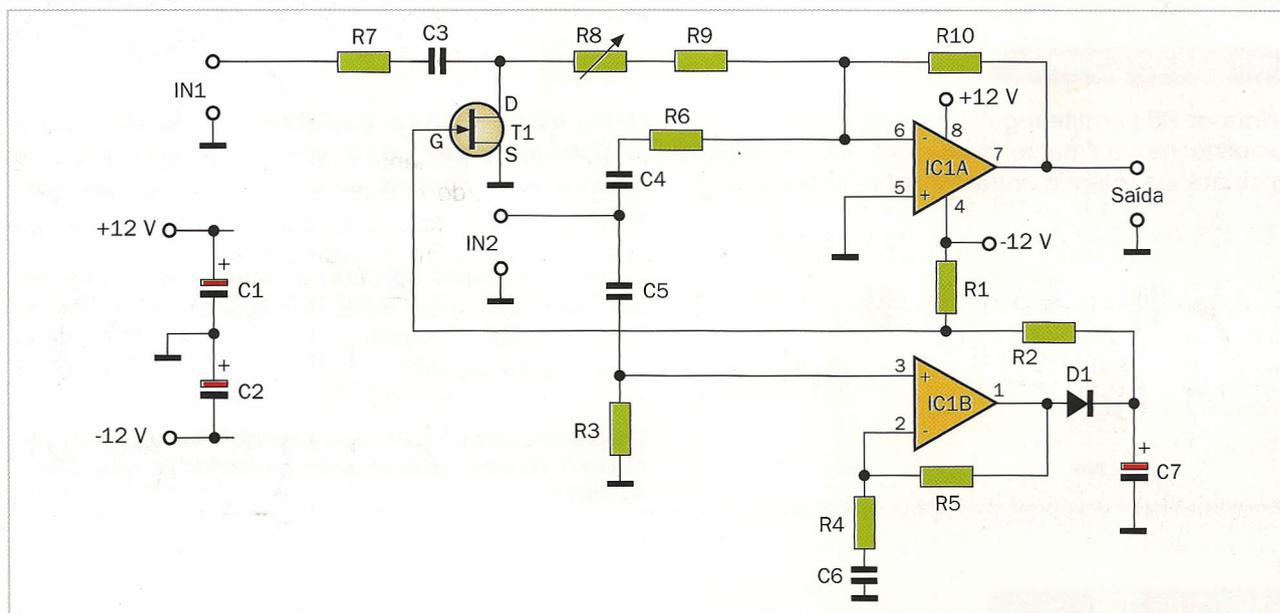 R7
C3
R8
R9
R10
IN1
+12 V
D
G
T1
S
R6
6
-
8
IC1A
7
5
+
4
C4
Saída
IN2
-12 V
+12 V
+
C1
C5
R1
R2
+
C2
3
+
IC1B
1
D1
2
-
-12 V
R3
R5
+
C7
R4
C6